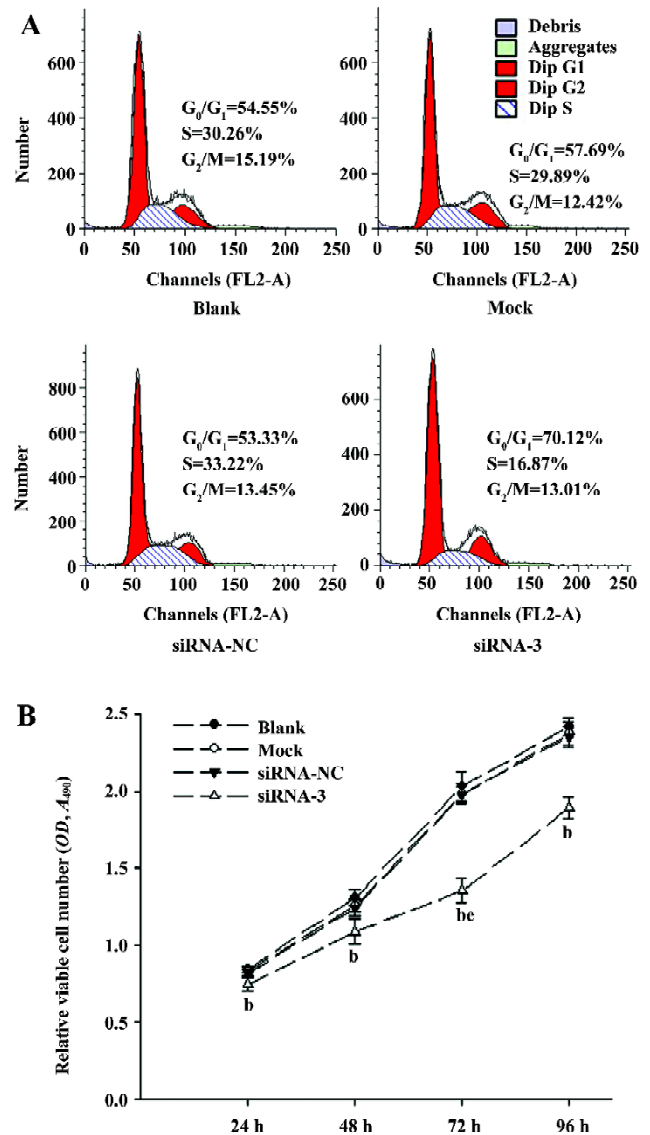 A
Debris
Aggregates
Dip G1
Dip G2
Dip S
Number
600
400
200
0
G0/G1=54.55%
S=30.26%
G2/M=15.19%
0 50 100 150 200 250
Channels (FL2-A)
Blank
600
400
200
0
G0/G1=57.69%
S=29.89%
G2/M=12.42%
0 50 100 150 200 250
Channels (FL2-A)
Mock
Number
800
600
400
200
0
G0/G1=53.33%
S=33.22%
G2/M=13.45%
0 50 100 150 200 250
Channels (FL2-A)
siRNA-NC
600
400
200
0
G0/G1=70.12%
S=16.87%
G2/M=13.01%
0 50 100 150 200 250
Channels (FL2-A)
siRNA-3
B
Relative viable cell number (OD, A490)
2.5
2.0
1.5
1.0
0.5
0.0
Blank
Mock
siRNA-NC
siRNA-3
b
b
be
b
24 h 48 h 72 h 96 h